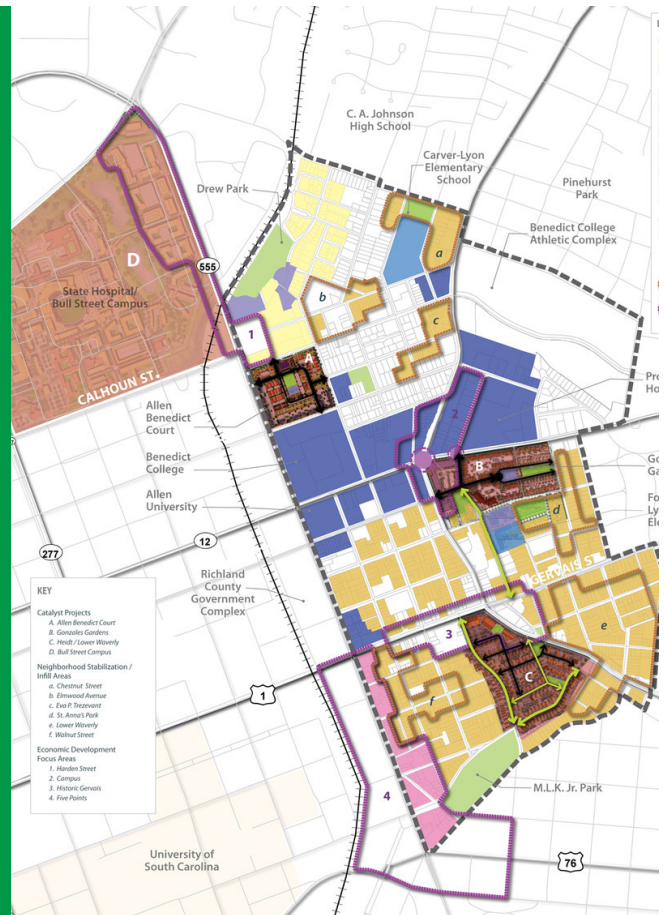 C. A. Johnson
High School
Carver-Lyon
Elementary
School
Drew Park
Pinehurst
Park
Benedict College
Athletic Complex
a
D
555
State Hospital/
Bull Street Campus
b
c
1
A
CALHOUN ST.
Allen
Benedict
Court
2
Benedict
College
B
Allen
University
d
12
277
GERVAIS ST.
Richland
County
Government
Complex
e
3
C
f
1
4
M.L.K. Jr. Park
University of
South Carolina
76
KEY
Catalyst Projects
A. Allen Benedict Court
B. Gonzales Gardens
C. Heidt / Lower Waverly
D. Bull Street Campus
Neighborhood Stabilization /
Infill Areas
a. Chestnut Street
b. Elmwood Avenue
c. Eva P. Trezevant
d. St. Anna's Park
e. Lower Waverly
f. Walnut Street
Economic Development
Focus Areas
1. Harden Street
2. Campus
3. Historic Gervais
4. Five Points